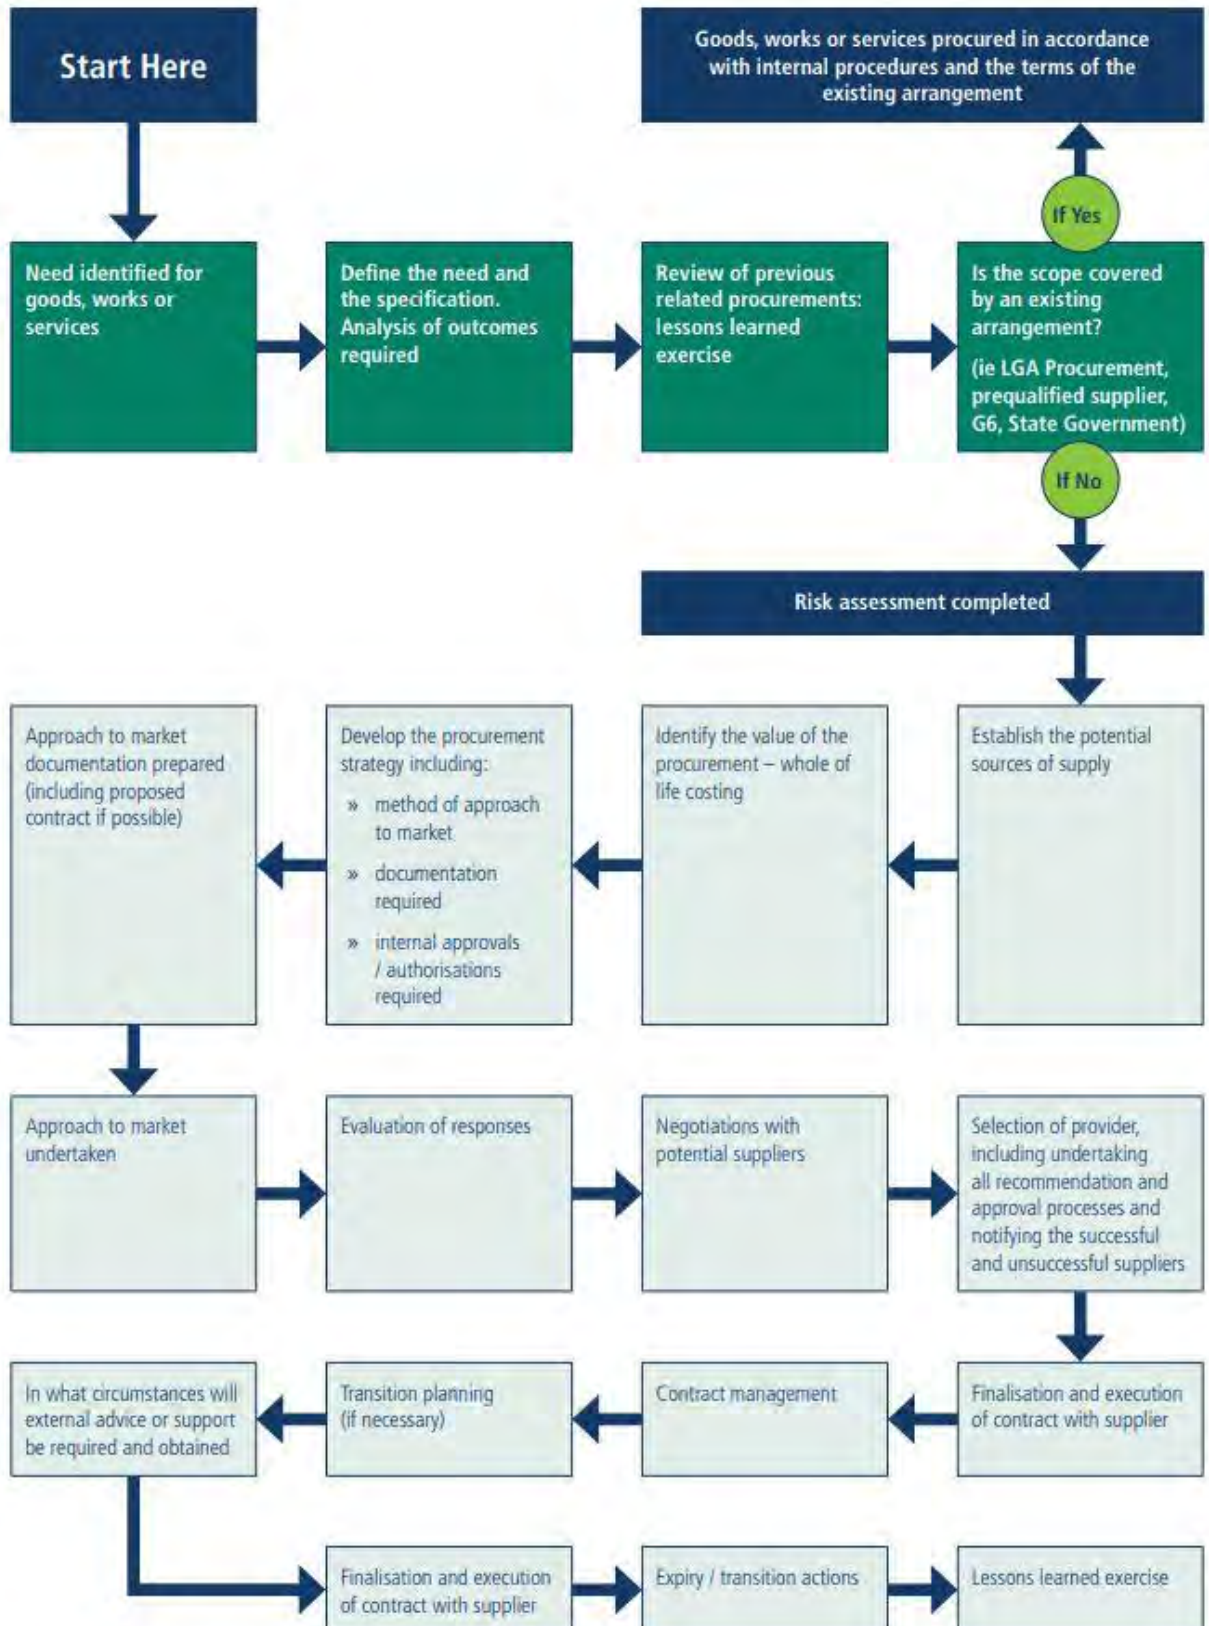 Start Here
Goods, works or services procured in accordance
with internal procedures and the terms of the
existing arrangement
If Yes
Need identified for
goods, works or
services
Define the need and
the specification.
Analysis of outcomes
required
Review of previous
related procurements:
lessons learned
exercise
Is the scope covered
by an existing
arrangement?
(ie LGA Procurement,
prequalified supplier,
G6, State Government)
If No
Risk assessment completed
Establish the potential
sources of supply
Identify the value of the
procurement – whole of
life costing
Develop the procurement
strategy including:
» method of approach
to market
» documentation
required
» internal approvals
/ authorisations
required
Approach to market
documentation prepared
(including proposed
contract if possible)
Approach to market
undertaken
Evaluation of responses
Negotiations with
potential suppliers
Selection of provider,
including undertaking
all recommendation and
approval processes and
notifying the successful
and unsuccessful suppliers
Finalisation and execution
of contract with supplier
Contract management
Transition planning
(if necessary)
In what circumstances will
external advice or support
be required and obtained
Finalisation and execution
of contract with supplier
Expiry / transition actions
Lessons learned exercise